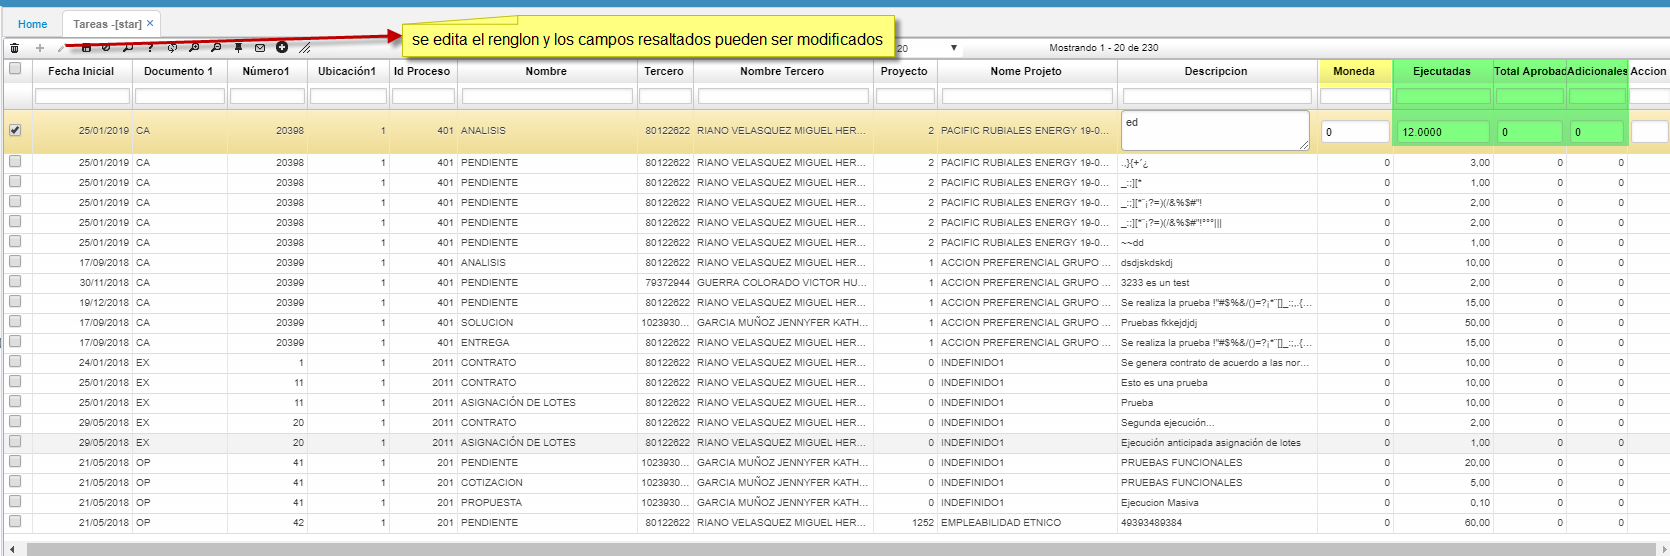 Home Tareas -[star] ×
se edita el renglon y los campos resaltados pueden ser modificados
20 Mostrando 1 - 20 de 230
Fecha Inicial Documento 1 Número1 Ubicación1 Id Proceso Nombre Tercero Nombre Tercero Proyecto Nome Projeto Descripcion Moneda Ejecutadas Total Aprobad Adicionales Accion
25/01/2019 CA 20398 1 401 ANALISIS 80122622 RIANO VELASQUEZ MIGUEL HER... 2 PACIFIC RUBIALES ENERGY 19-0... ed 0 12.0000 0 0
25/01/2019 CA 20398 1 401 PENDIENTE 80122622 RIANO VELASQUEZ MIGUEL HER... 2 PACIFIC RUBIALES ENERGY 19-0... .,}{+´¿ 0 3,00 0 0
25/01/2019 CA 20398 1 401 PENDIENTE 80122622 RIANO VELASQUEZ MIGUEL HER... 2 PACIFIC RUBIALES ENERGY 19-0... _:;][* 0 1,00 0 0
25/01/2019 CA 20398 1 401 PENDIENTE 80122622 RIANO VELASQUEZ MIGUEL HER... 2 PACIFIC RUBIALES ENERGY 19-0... _:;][*¨¡?=)(/&%$#"! 0 2,00 0 0
25/01/2019 CA 20398 1 401 PENDIENTE 80122622 RIANO VELASQUEZ MIGUEL HER... 2 PACIFIC RUBIALES ENERGY 19-0... _:;][*¨¡?=)(/&%$#"!°°°||| 0 2,00 0 0
25/01/2019 CA 20398 1 401 PENDIENTE 80122622 RIANO VELASQUEZ MIGUEL HER... 2 PACIFIC RUBIALES ENERGY 19-0... ~~dd 0 1,00 0 0
17/09/2018 CA 20399 1 401 ANALISIS 80122622 RIANO VELASQUEZ MIGUEL HER... 1 ACCION PREFERENCIAL GRUPO ... dsdjskdskdj 0 10,00 0 0
30/11/2018 CA 20399 1 401 PENDIENTE 79372944 GUERRA COLORADO VICTOR HU... 1 ACCION PREFERENCIAL GRUPO ... 3233 es un test 0 10,00 0 0
19/12/2018 CA 20399 1 401 PENDIENTE 80122622 RIANO VELASQUEZ MIGUEL HER... 1 ACCION PREFERENCIAL GRUPO ... Se realiza la prueba !"#$%&/()=?¡*¨[]_:;,.{... 0 15,00 0 0
17/09/2018 CA 20399 1 401 SOLUCION 1023930... GARCIA MUÑOZ JENNYFER KATH... 1 ACCION PREFERENCIAL GRUPO ... Pruebas fkkejdjdj 0 50,00 0 0
17/09/2018 CA 20399 1 401 ENTREGA 80122622 RIANO VELASQUEZ MIGUEL HER... 1 ACCION PREFERENCIAL GRUPO ... Se realiza la prueba !"#$%&/()=?¡*¨[]_:;,.{... 0 15,00 0 0
24/01/2018 EX 1 1 2011 CONTRATO 80122622 RIANO VELASQUEZ MIGUEL HER... 0 INDEFINIDO1 Se genera contrato de acuerdo a las nor... 0 10,00 0 0
25/01/2018 EX 11 1 2011 CONTRATO 80122622 RIANO VELASQUEZ MIGUEL HER... 0 INDEFINIDO1 Esto es una prueba 0 10,00 0 0
25/01/2018 EX 11 1 2011 ASIGNACIÓN DE LOTES 80122622 RIANO VELASQUEZ MIGUEL HER... 0 INDEFINIDO1 Prueba 0 10,00 0 0
29/05/2018 EX 20 1 2011 CONTRATO 80122622 RIANO VELASQUEZ MIGUEL HER... 0 INDEFINIDO1 Segunda ejecución... 0 2,00 0 0
29/05/2018 EX 20 1 2011 ASIGNACIÓN DE LOTES 80122622 RIANO VELASQUEZ MIGUEL HER... 0 INDEFINIDO1 Ejecución anticipada asignación de lotes 0 1,00 0 0
21/05/2018 OP 41 1 201 PENDIENTE 1023930... GARCIA MUÑOZ JENNYFER KATH... 0 INDEFINIDO1 PRUEBAS FUNCIONALES 0 20,00 0 0
21/05/2018 OP 41 1 201 COTIZACION 1023930... GARCIA MUÑOZ JENNYFER KATH... 0 INDEFINIDO1 PRUEBAS FUNCIONALES 0 5,00 0 0
21/05/2018 OP 41 1 201 PROPUESTA 1023930... GARCIA MUÑOZ JENNYFER KATH... 0 INDEFINIDO1 Ejecucion Masiva 0 0,10 0 0
21/05/2018 OP 42 1 201 PENDIENTE 80122622 RIANO VELASQUEZ MIGUEL HER... 1252 EMPLEABILIDAD ETNICO 49393489384 0 60,00 0 0